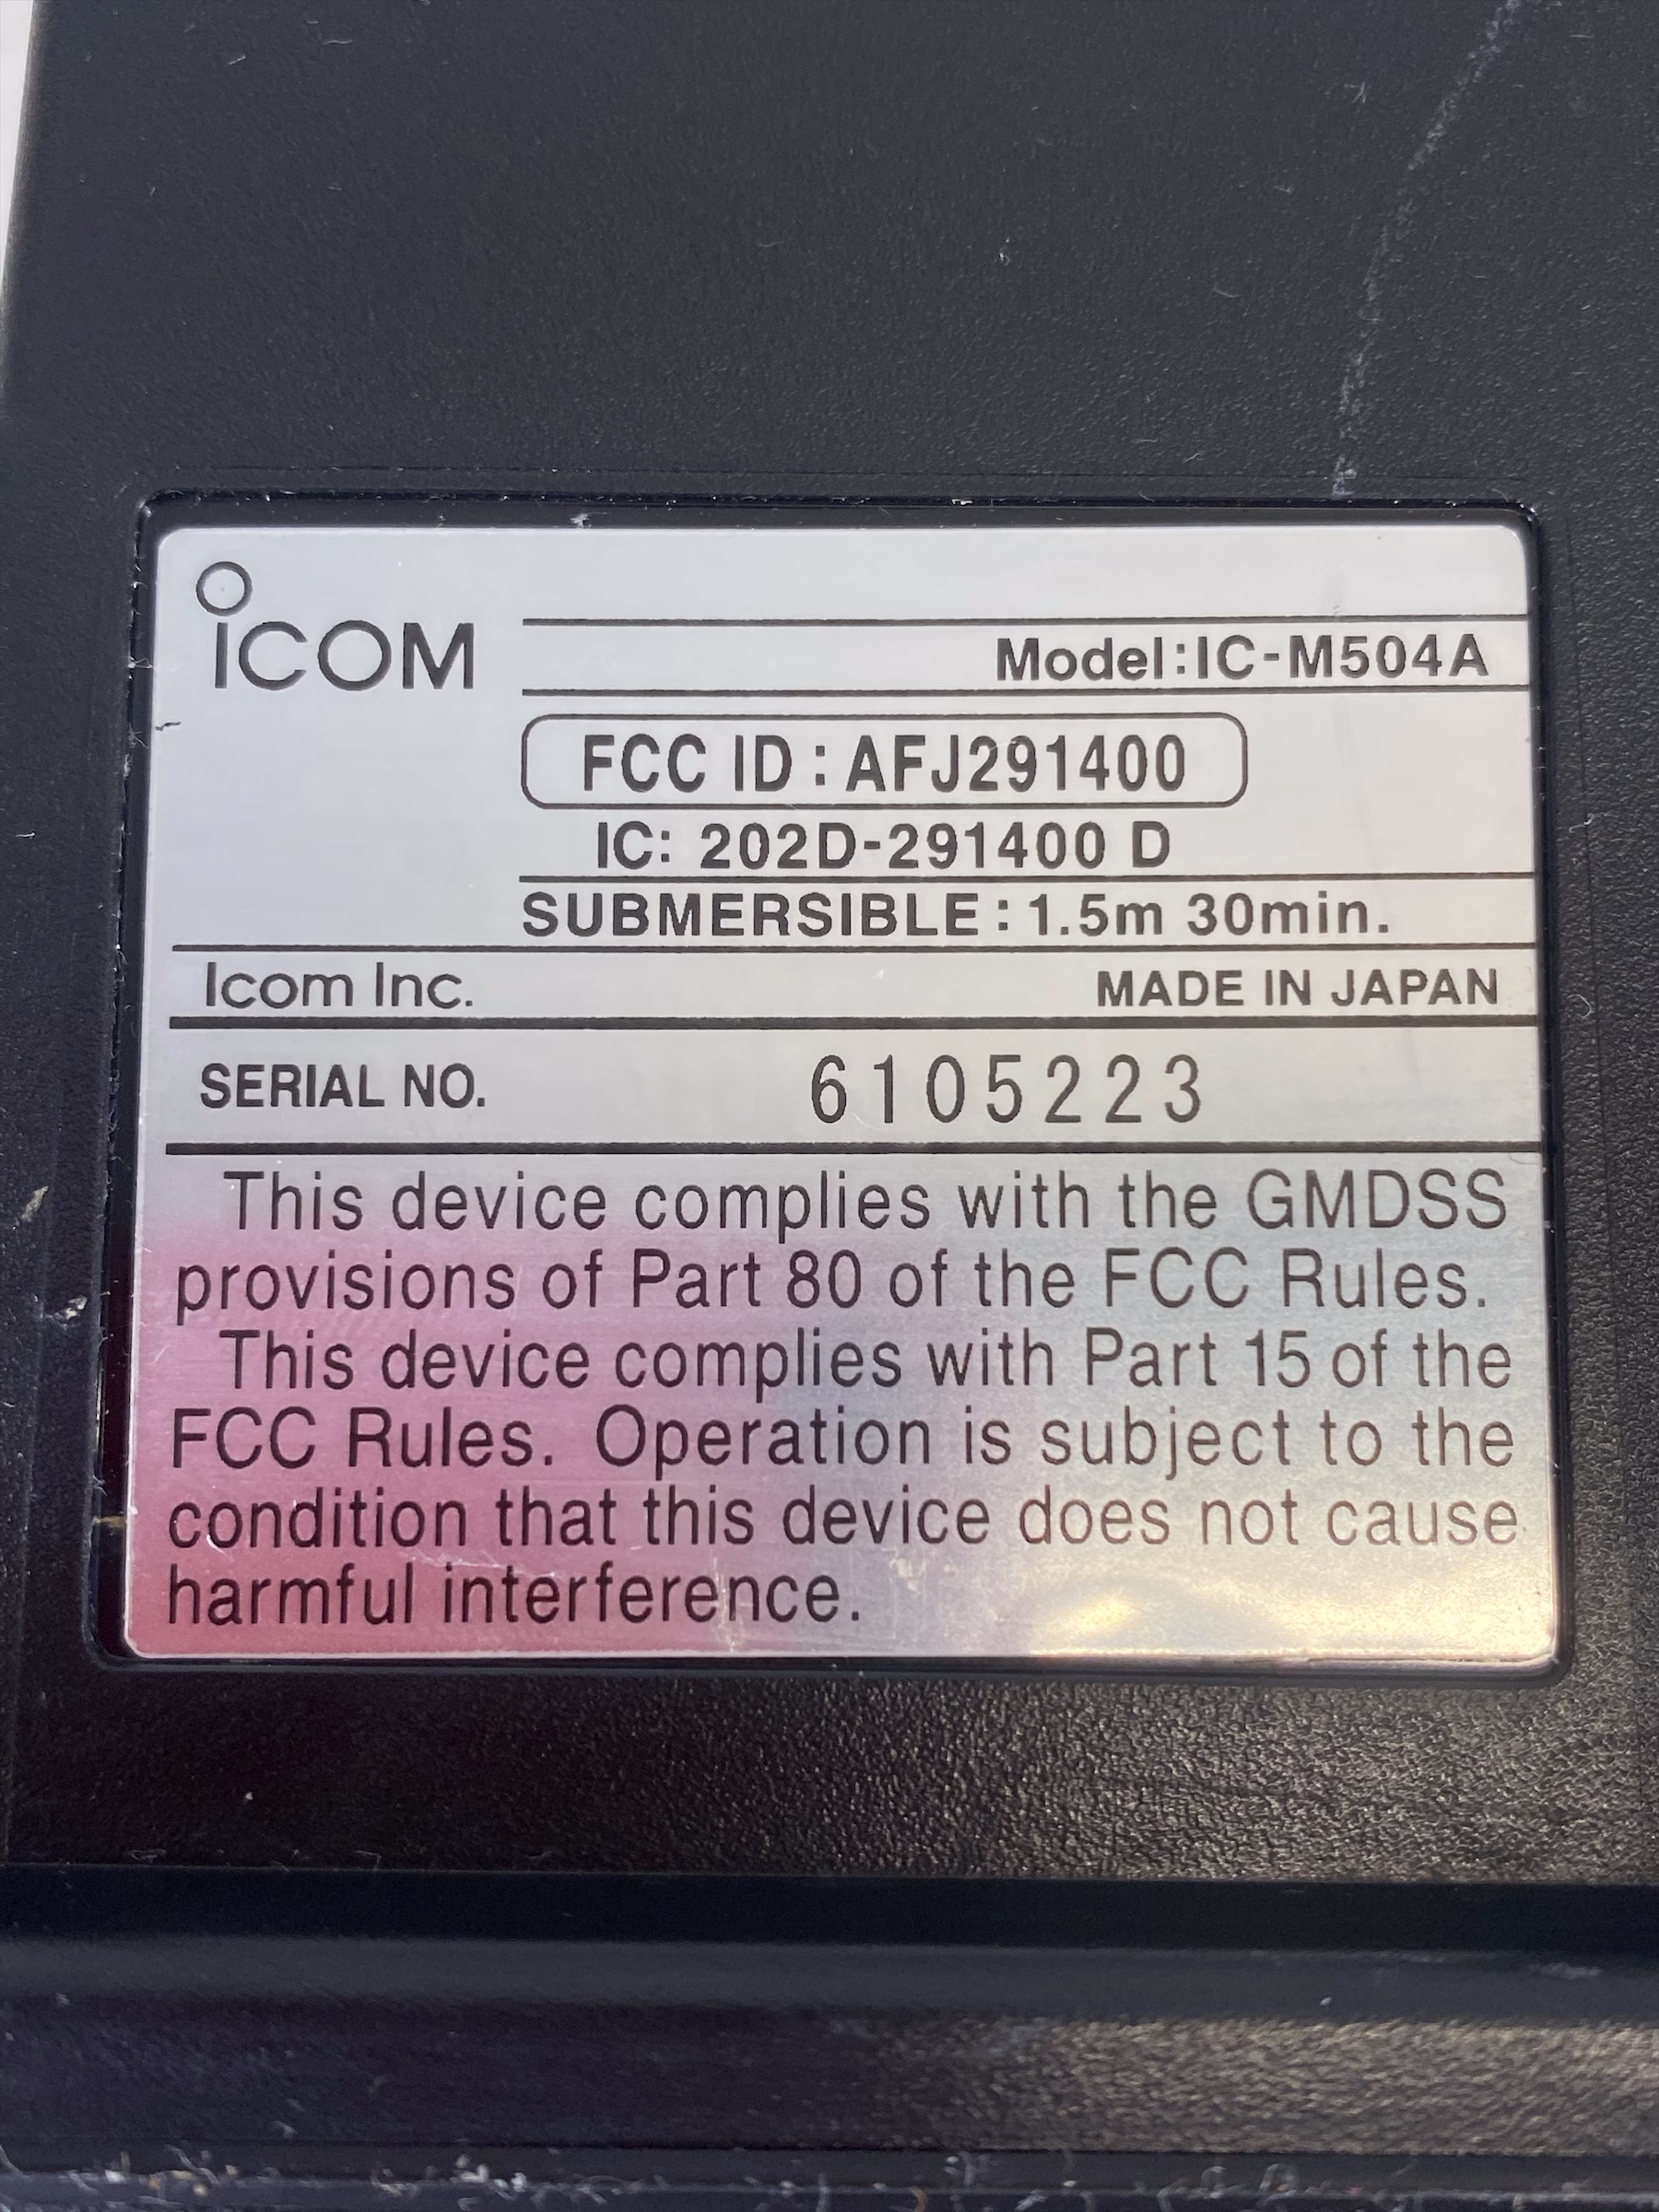 iCOM
Model:IC-M504A
FCC ID : AFJ291400
IC: 202D-291400 D
SUBMERSIBLE : 1.5m 30min.
Icom Inc. MADE IN JAPAN
SERIAL NO. 6105223
This device complies with the GMDSS
provisions of Part 80 of the FCC Rules.
This device complies with Part 15 of the
FCC Rules. Operation is subject to the
condition that this device does not cause
harmful interference.